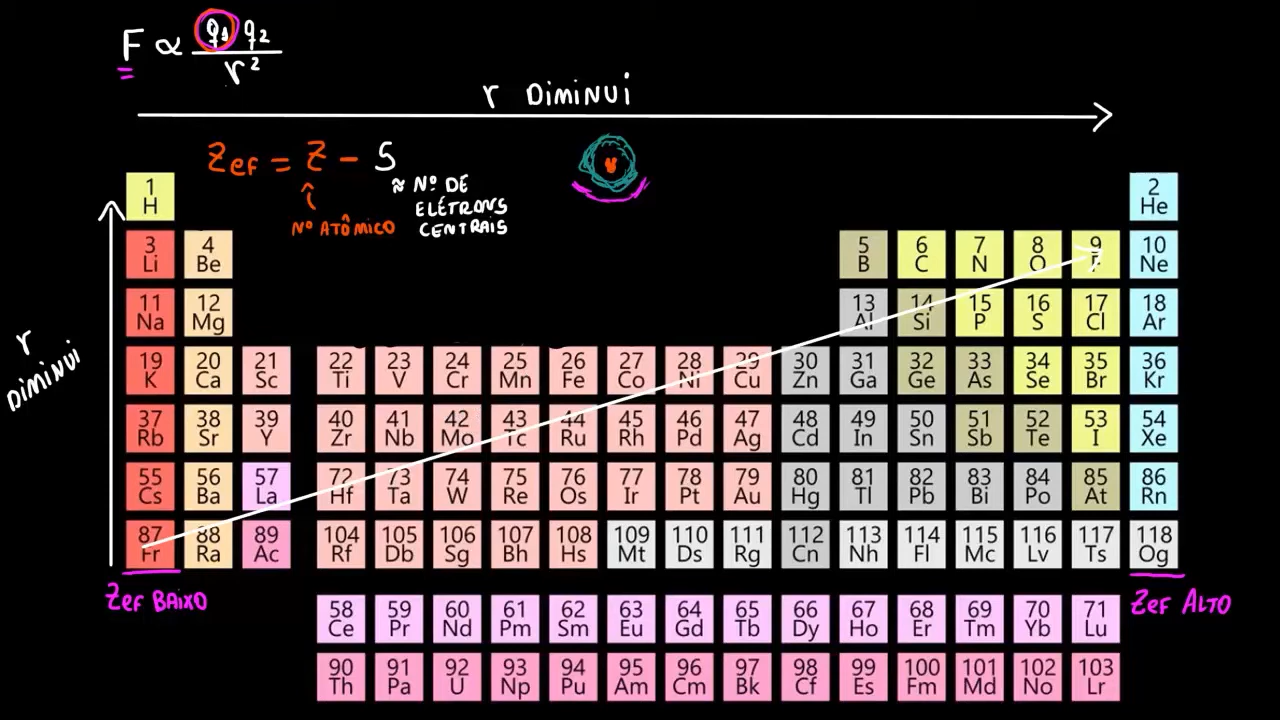 F ∝ q₁ q₂
r²
r DIMINUI
Zef = Z - S
≈ Nº DE
ELÉTRONS
CENTRAIS
Nº ATÔMICO
r
DIMINUI
1 2
H He
3 4 5 6 7 8 9 10
Li Be B C N O F Ne
11 12 13 14 15 16 17 18
Na Mg Al Si P S Cl Ar
19 20 21 22 23 24 25 26 27 28 29 30 31 32 33 34 35 36
K Ca Sc Ti V Cr Mn Fe Co Ni Cu Zn Ga Ge As Se Br Kr
37 38 39 40 41 42 43 44 45 46 47 48 49 50 51 52 53 54
Rb Sr Y Zr Nb Mo Tc Ru Rh Pd Ag Cd In Sn Sb Te I Xe
55 56 57 72 73 74 75 76 77 78 79 80 81 82 83 84 85 86
Cs Ba La Hf Ta W Re Os Ir Pt Au Hg Tl Pb Bi Po At Rn
87 88 89 104 105 106 107 108 109 110 111 112 113 114 115 116 117 118
Fr Ra Ac Rf Db Sg Bh Hs Mt Ds Rg Cn Nh Fl Mc Lv Ts Og
Zef BAIXO
Zef ALTO
58 59 60 61 62 63 64 65 66 67 68 69 70 71
Ce Pr Nd Pm Sm Eu Gd Tb Dy Ho Er Tm Yb Lu
90 91 92 93 94 95 96 97 98 99 100 101 102 103
Th Pa U Np Pu Am Cm Bk Cf Es Fm Md No Lr